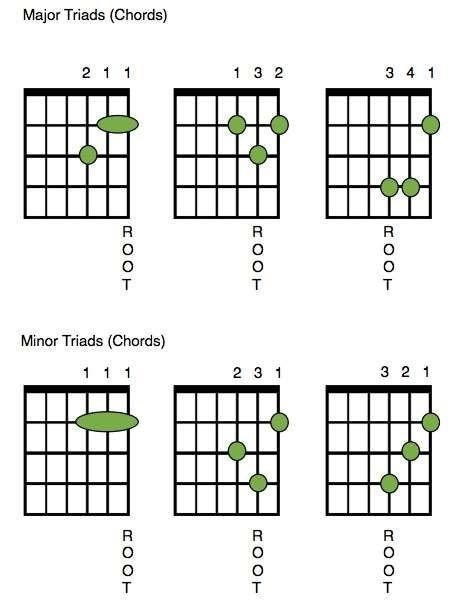 Major Triads (Chords)
2 1 1 1 3 2 3 4 1
R R R
O O O
O O O
T T T
Minor Triads (Chords)
1 1 1 2 3 1 3 2 1
R R R
O O O
O O O
T T T